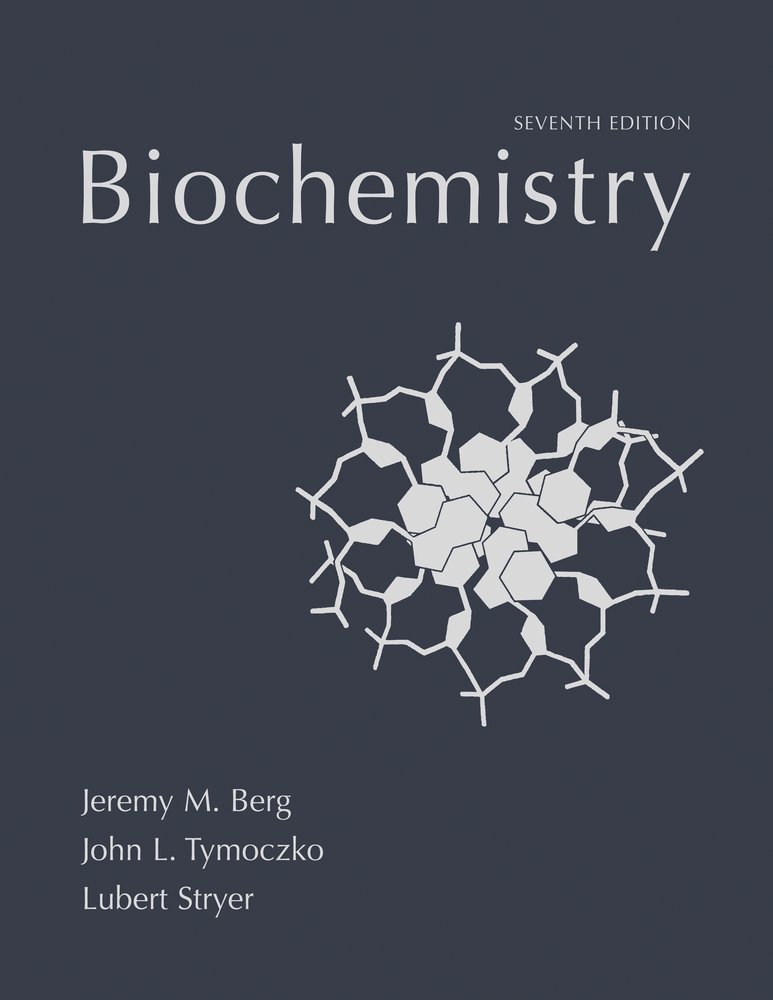 SEVENTH EDITION
Biochemistry
Jeremy M. Berg
John L. Tymoczko
Lubert Stryer